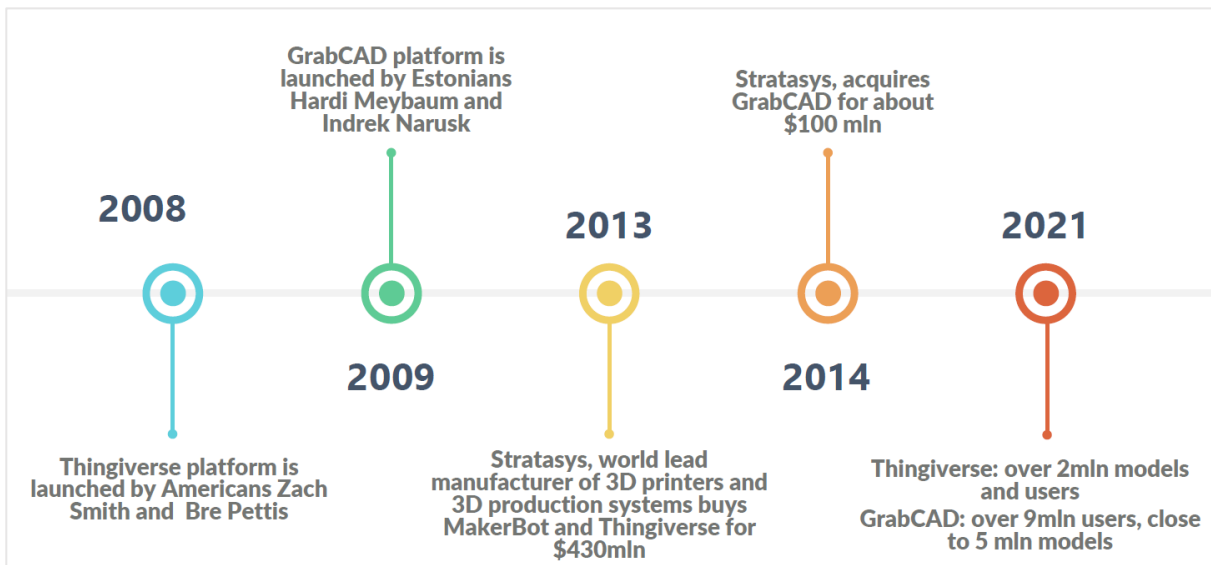 2008
Thingiverse platform is
launched by Americans Zach
Smith and  Bre Pettis
GrabCAD platform is
launched by Estonians
Hardi Meybaum and
Indrek Narusk
2009
2013
Stratasys, world lead
manufacturer of 3D printers and
3D production systems buys
MakerBot and Thingiverse for
$430mln
Stratasys, acquires
GrabCAD for about
$100 mln
2014
2021
Thingiverse: over 2mln models
and users
GrabCAD: over 9mln users, close
to 5 mln models